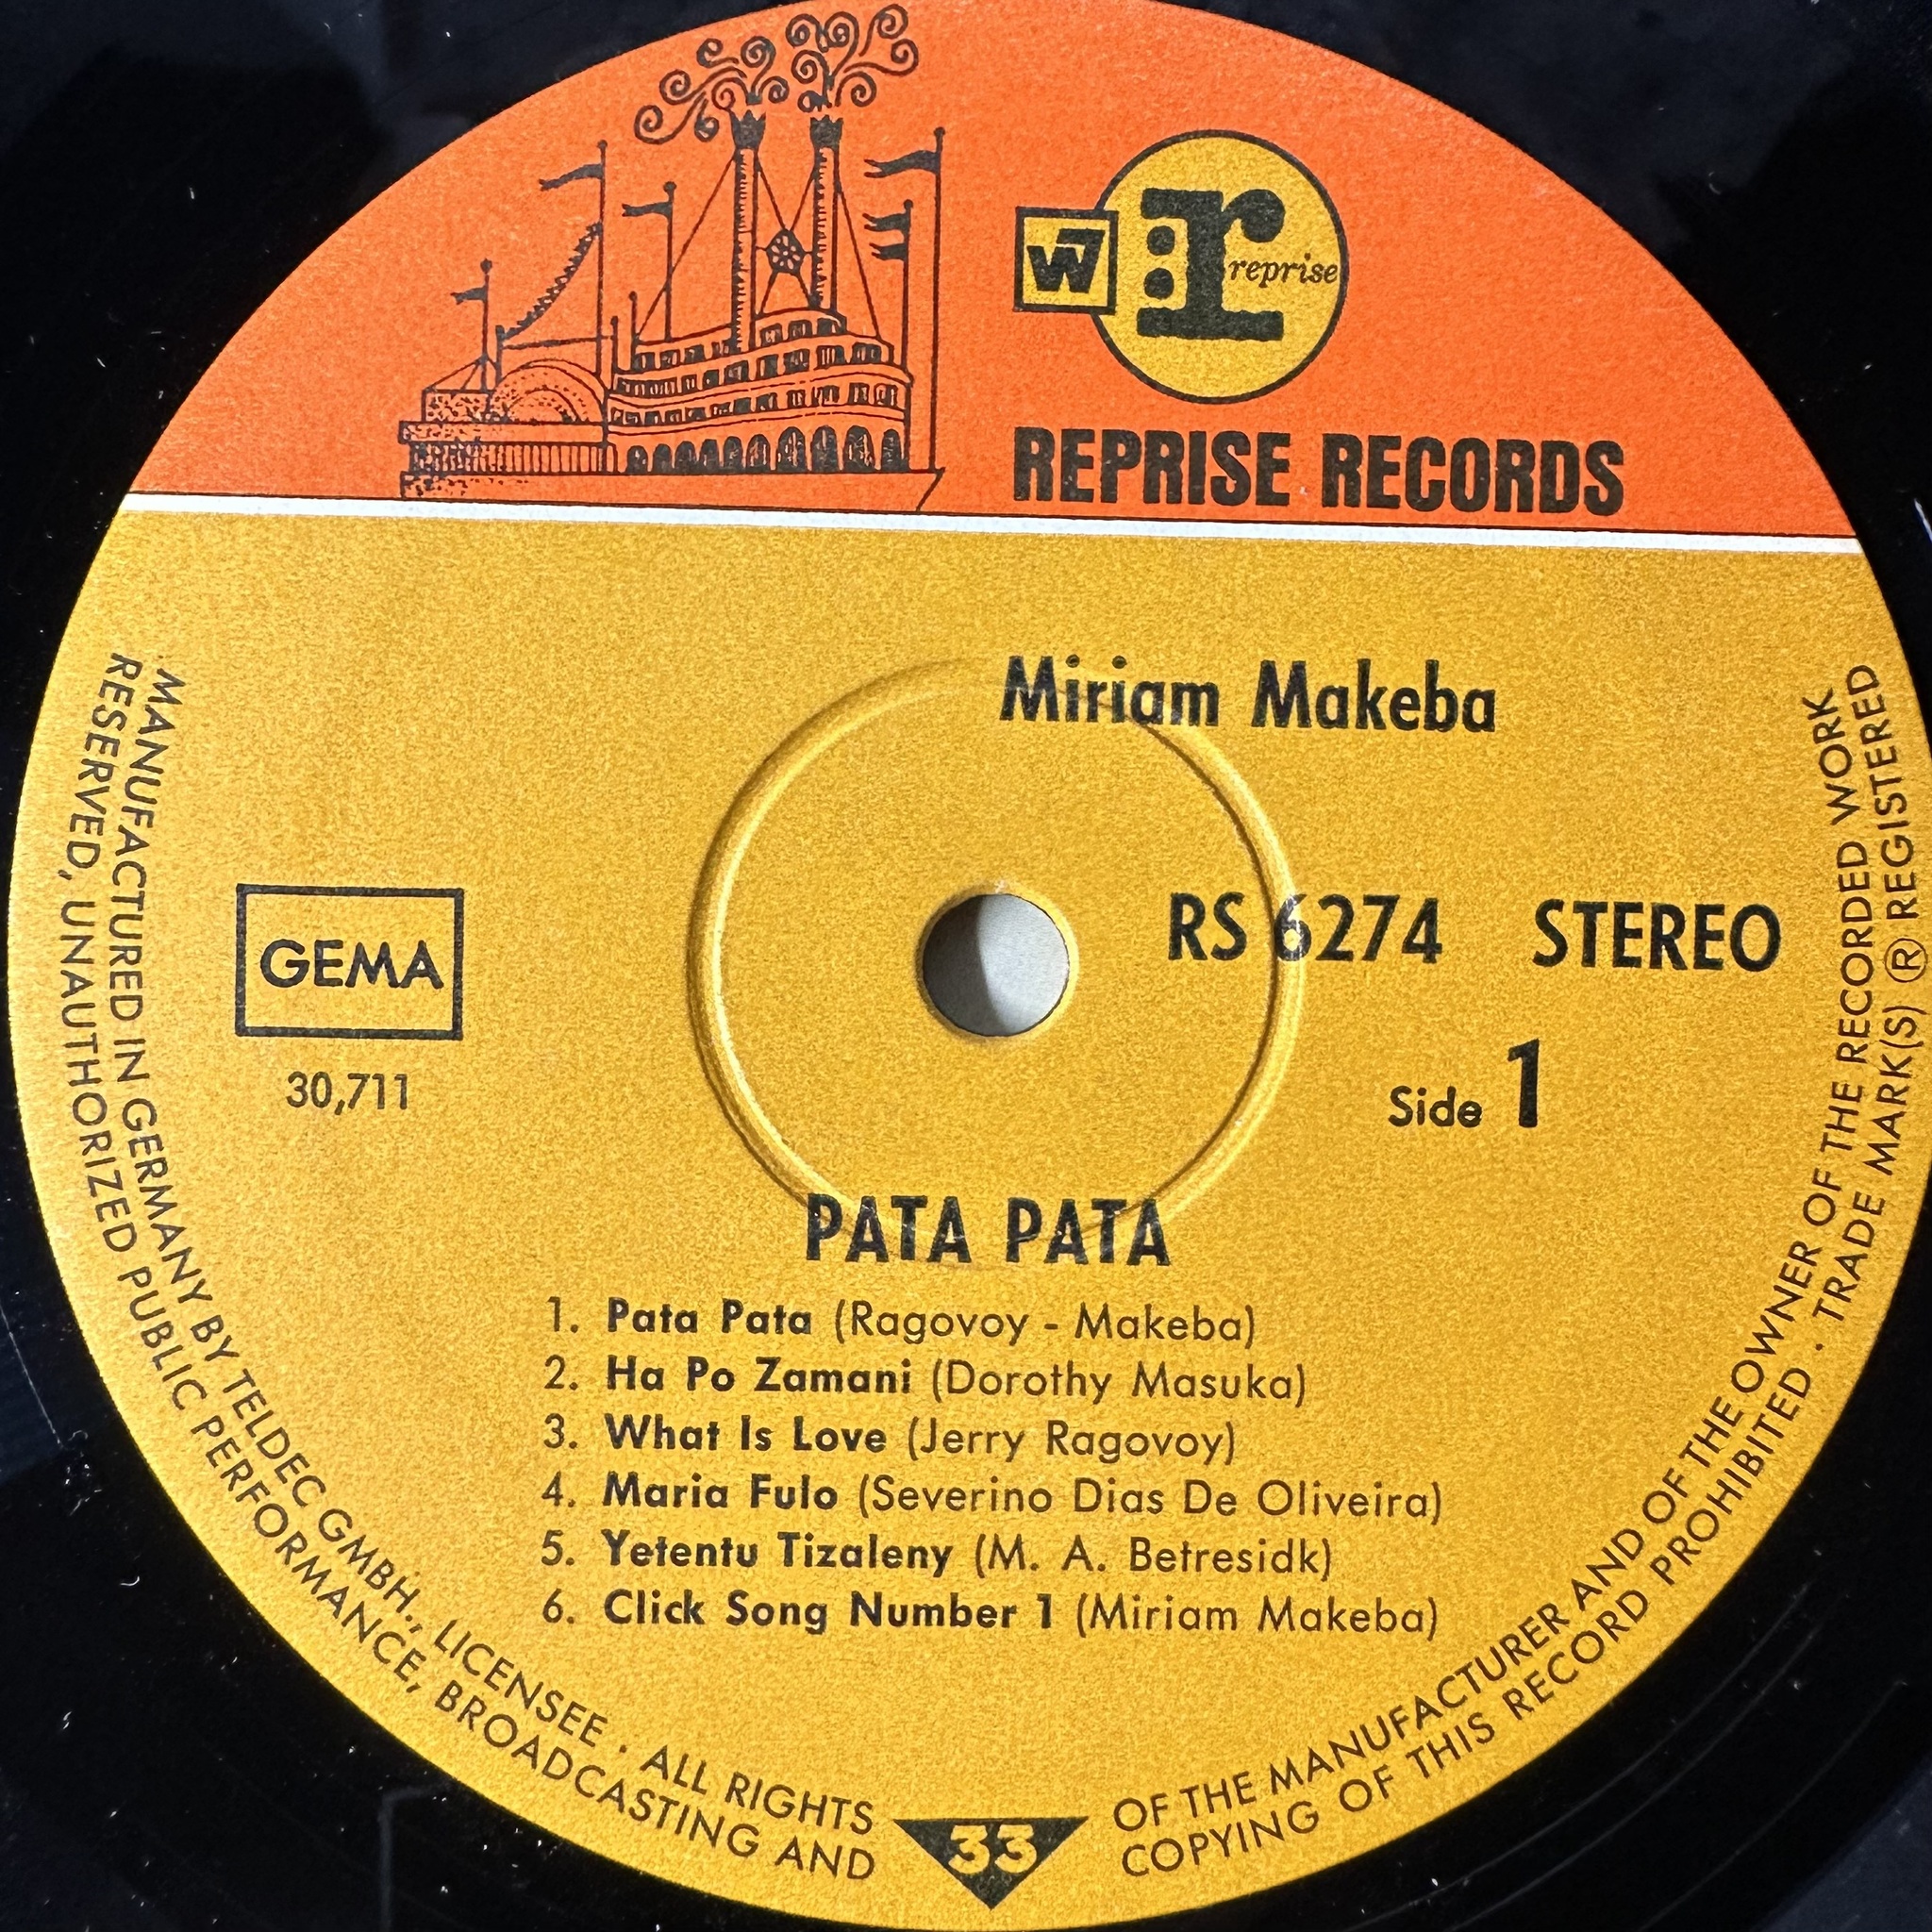 W7
r:
reprise
REPRISE RECORDS
Miriam Makeba
GEMA
30,711
RS 6274 STEREO
Side 1
PATA PATA
1. Pata Pata (Ragovoy - Makeba)
2. Ha Po Zamani (Dorothy Masuka)
3. What Is Love (Jerry Ragovoy)
4. Maria Fulo (Severino Dias De Oliveira)
5. Yetentu Tizaleny (M. A. Betresidk)
6. Click Song Number 1 (Miriam Makeba)
33
MANUFACTURED IN GERMANY BY TELDEC GMBH., LICENSEE . ALL RIGHTS OF THE MANUFACTURER AND OF THE OWNER OF THE RECORDED WORK
RESERVED, UNAUTHORIZED PUBLIC PERFORMANCE, BROADCASTING AND COPYING OF THIS RECORD PROHIBITED . TRADE MARK(S) ® REGISTERED